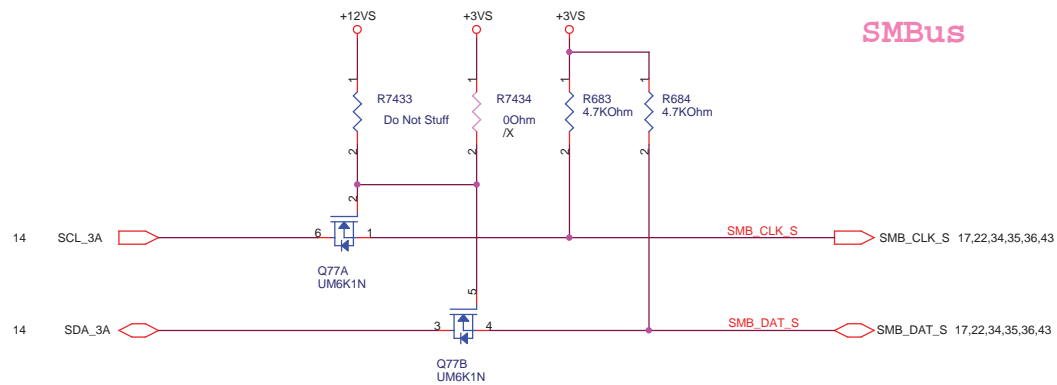 +12VS
+3VS
+3VS
SMBus
1
1
1
1
R7433
Do Not Stuff
R7434
0Ohm
/X
R683
4.7KOhm
R684
4.7KOhm
2
2
2
2
2
14
SCL_3A
6
1
SMB_CLK_S
SMB_CLK_S 17,22,34,35,36,43
Q77A
UM6K1N
5
14
SDA_3A
3
4
SMB_DAT_S
SMB_DAT_S 17,22,34,35,36,43
Q77B
UM6K1N